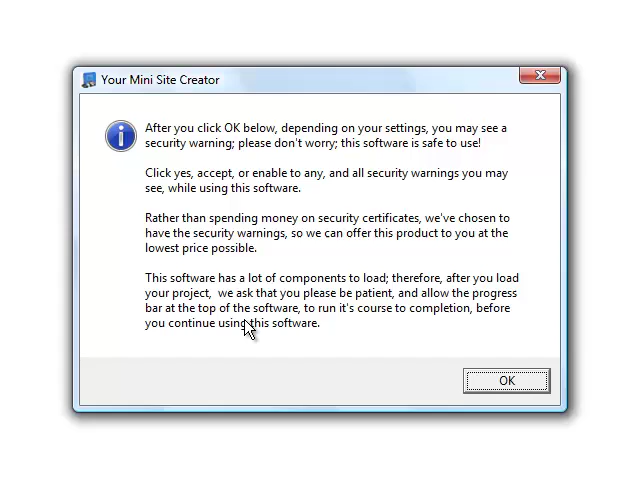 Your Mini Site Creator
After you click OK below, depending on your settings, you may see a
security warning; please don't worry; this software is safe to use!
Click yes, accept, or enable to any, and all security warnings you may
see, while using this software.
Rather than spending money on security certificates, we've chosen to
have the security warnings, so we can offer this product to you at the
lowest price possible.
This software has a lot of components to load; therefore, after you load
your project,  we ask that you please be patient, and allow the progress
bar at the top of the software, to run it's course to completion, before
you continue using this software.
OK